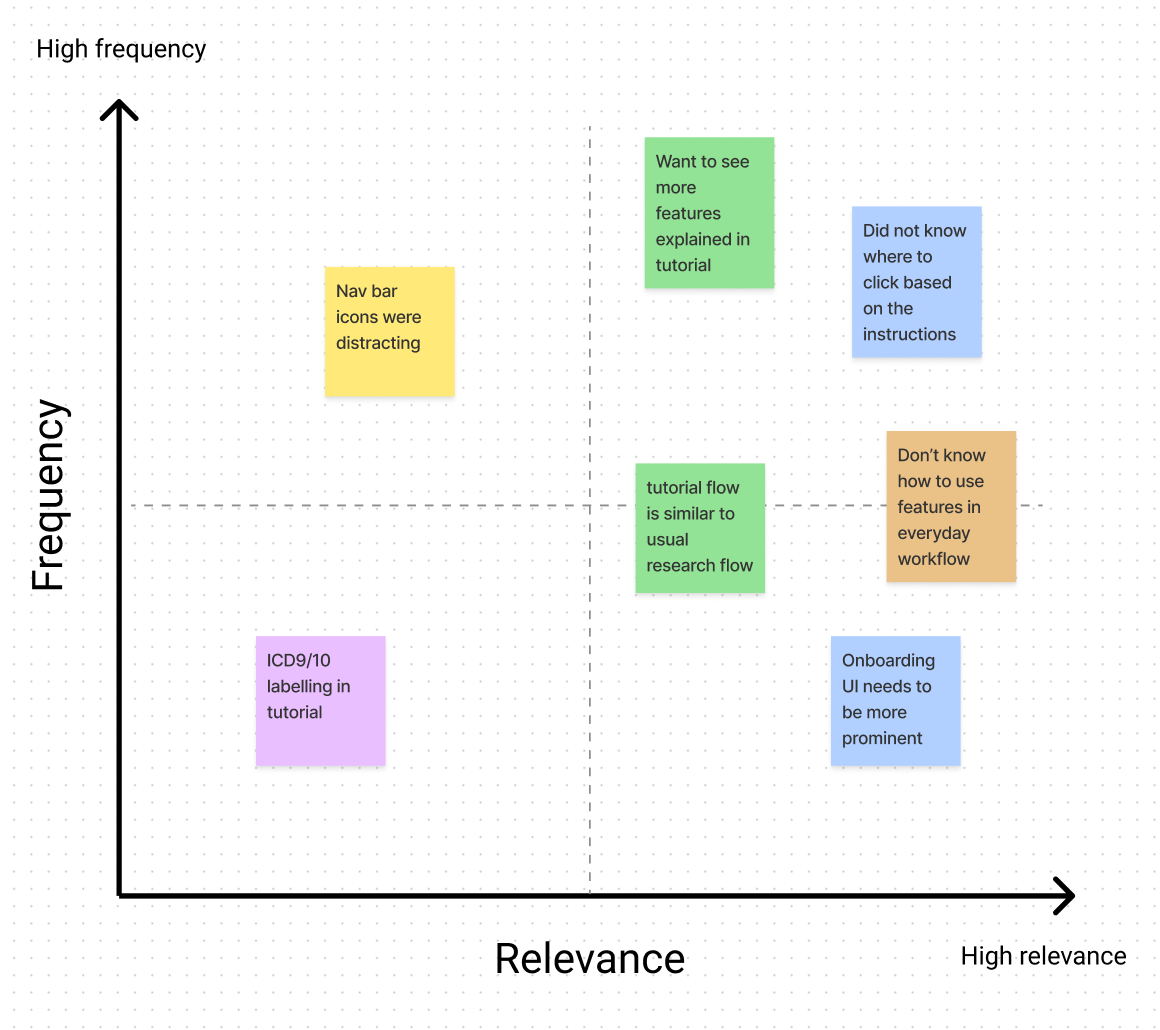 High frequency
Want to see
more
features
explained in
tutorial
Did not know
where to
click based
on the
instructions
Nav bar
icons were
distracting
Frequency
Don’t know
how to use
features in
everyday
workflow
tutorial flow
is similar to
usual
research flow
ICD9/10
labelling in
tutorial
Onboarding
UI needs to
be more
prominent
Relevance
High relevance